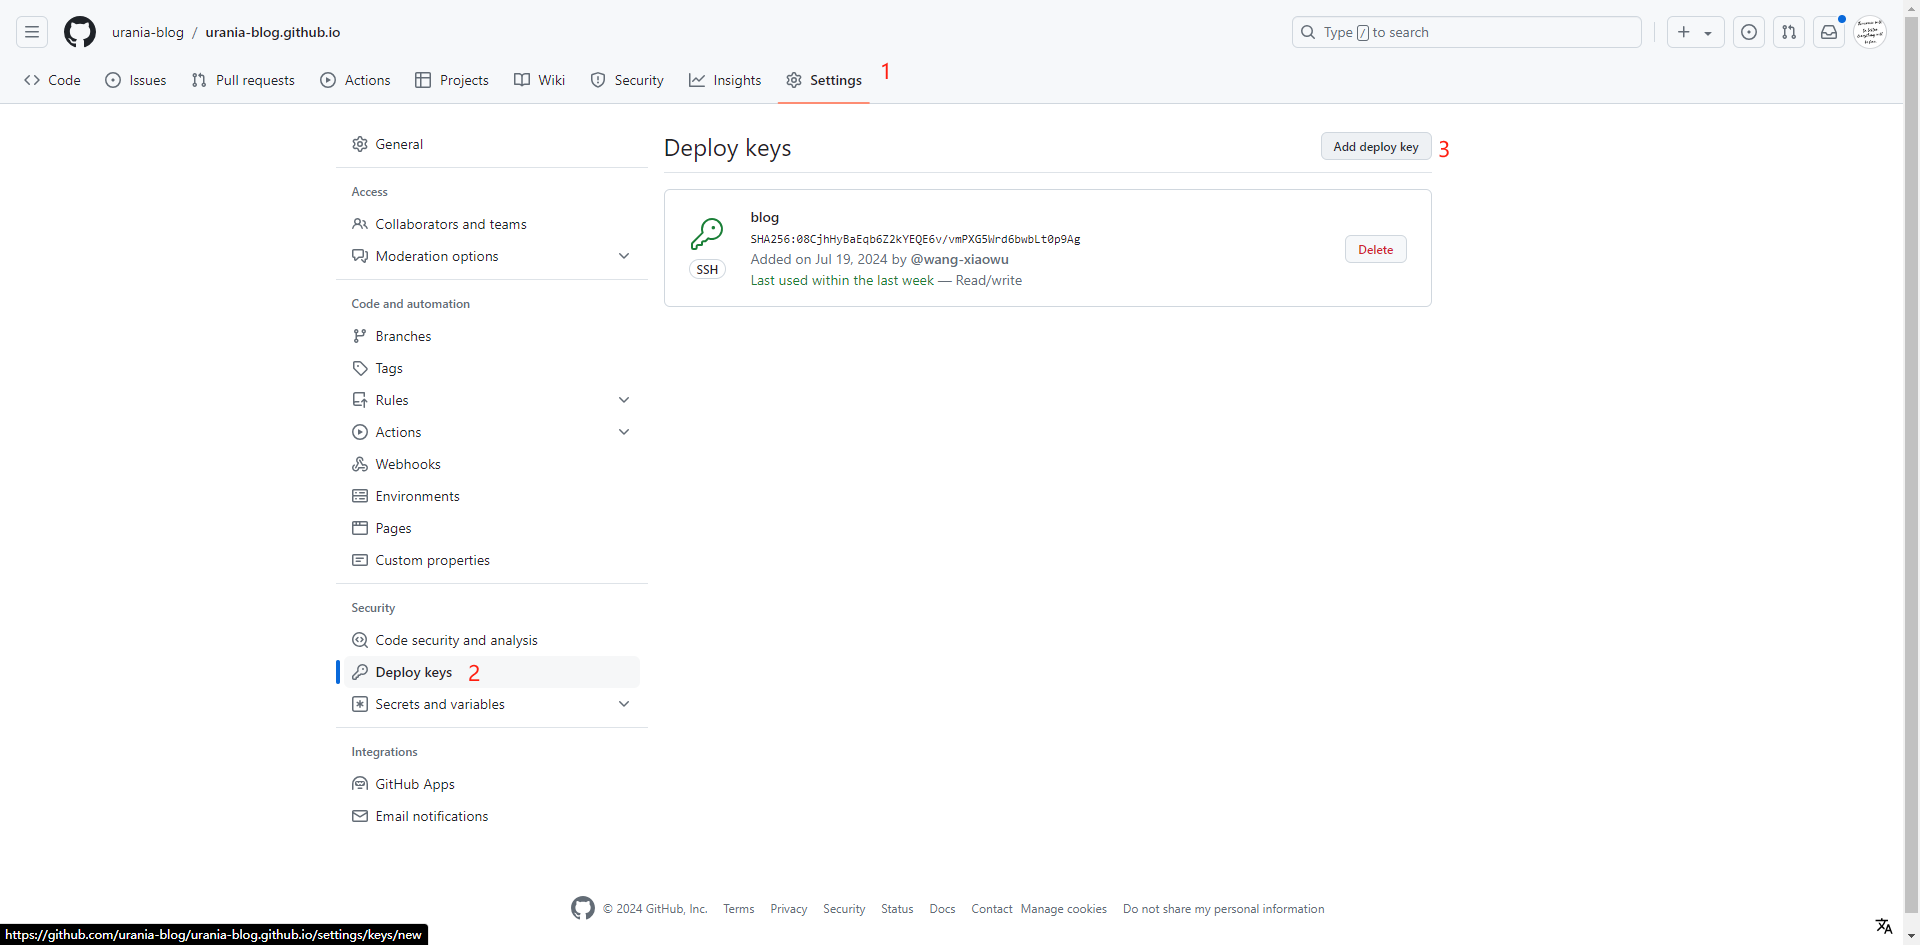 urania-blog / urania-blog.github.io
Type / to search
Code Issues Pull requests Actions Projects Wiki Security Insights Settings 1
General
Access
Collaborators and teams
Moderation options
Code and automation
Branches
Tags
Rules
Actions
Webhooks
Environments
Pages
Custom properties
Security
Code security and analysis
Deploy keys 2
Secrets and variables
Integrations
GitHub Apps
Email notifications
Deploy keys
Add deploy key 3
blog
SHA256:08CjhHyBaEqb6Z2kYEQE6v/vmPXG5Wrd6bwbLt0p9Ag
Added on Jul 19, 2024 by @wang-xiaowu
Last used within the last week — Read/write
SSH
Delete
© 2024 GitHub, Inc. Terms Privacy Security Status Docs Contact Manage cookies Do not share my personal information
https://github.com/urania-blog/urania-blog.github.io/settings/keys/new